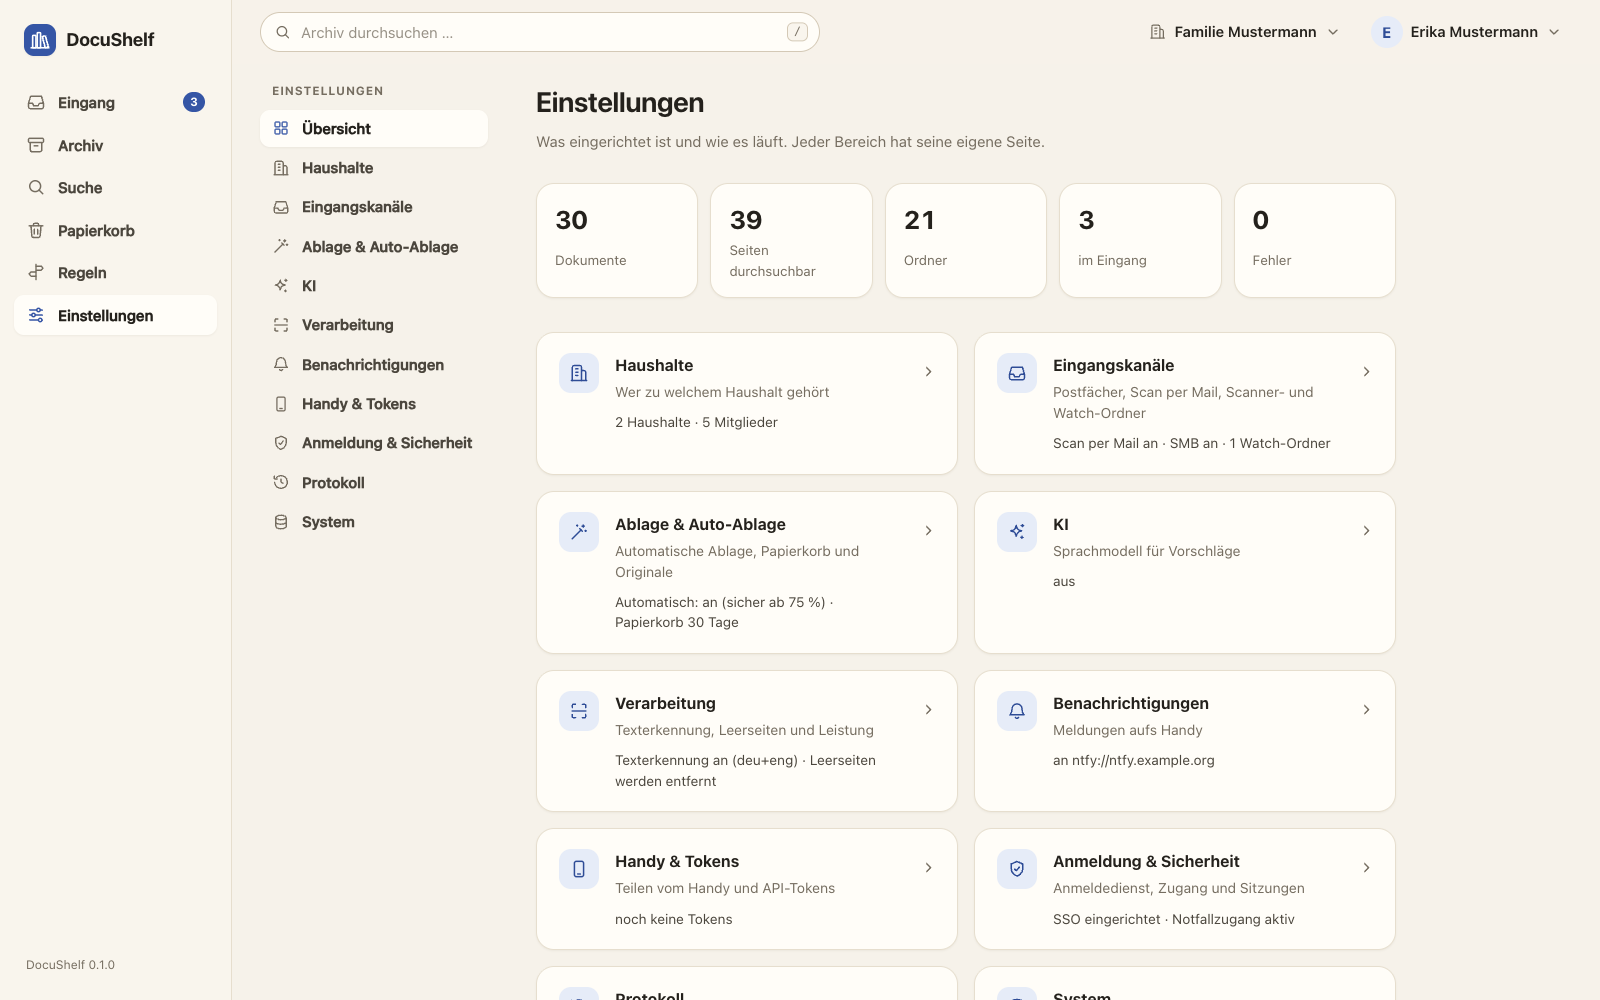 DocuShelf
Eingang
3
Archiv
Suche
Papierkorb
Regeln
Einstellungen
DocuShelf 0.1.0
Archiv durchsuchen ...
/
Familie Mustermann
E
Erika Mustermann
EINSTELLUNGEN
Übersicht
Haushalte
Eingangskanäle
Ablage & Auto-Ablage
KI
Verarbeitung
Benachrichtigungen
Handy & Tokens
Anmeldung & Sicherheit
Protokoll
System
Einstellungen
Was eingerichtet ist und wie es läuft. Jeder Bereich hat seine eigene Seite.
30
Dokumente
39
Seiten
durchsuchbar
21
Ordner
3
im Eingang
0
Fehler
Haushalte
Wer zu welchem Haushalt gehört
2 Haushalte · 5 Mitglieder
Eingangskanäle
Postfächer, Scan per Mail, Scanner- und
Watch-Ordner
Scan per Mail an · SMB an · 1 Watch-Ordner
Ablage & Auto-Ablage
Automatische Ablage, Papierkorb und
Originale
Automatisch: an (sicher ab 75 %) ·
Papierkorb 30 Tage
KI
Sprachmodell für Vorschläge
aus
Verarbeitung
Texterkennung, Leerseiten und Leistung
Texterkennung an (deu+eng) · Leerseiten
werden entfernt
Benachrichtigungen
Meldungen aufs Handy
an ntfy://ntfy.example.org
Handy & Tokens
Teilen vom Handy und API-Tokens
noch keine Tokens
Anmeldung & Sicherheit
Anmeldedienst, Zugang und Sitzungen
SSO eingerichtet · Notfallzugang aktiv
Protokoll
System